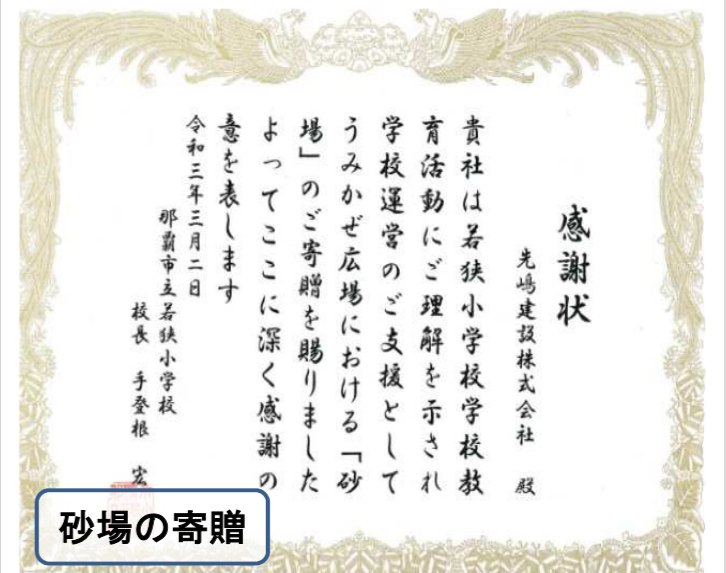 感謝状
先嶋建設株式会社 殿
貴社は若狭小学校学校教
育活動にご理解を示され
学校運営のご支援として
うみかぜ広場における「砂
場」のご寄贈を賜りました
よってここに深く感謝の
意を表します
令和三年三月二日
那覇市立若狭小学校
校長 手登根 宏
砂場の寄贈